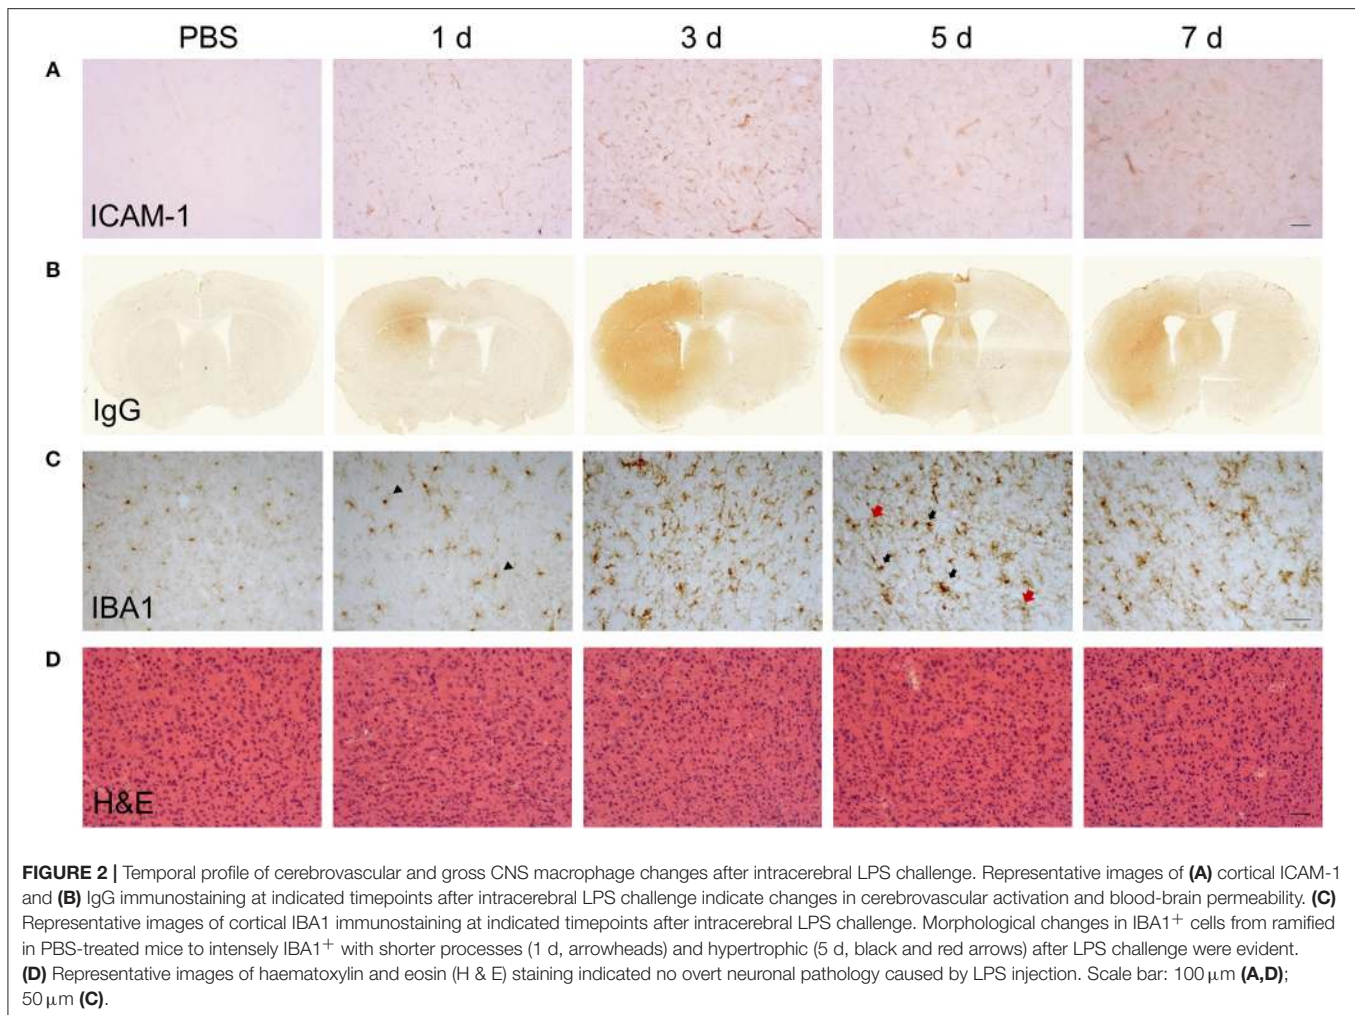 PBS 1 d 3 d 5 d 7 d
A
ICAM-1
B
IgG
C
IBA1
D
H&E
FIGURE 2 | Temporal profile of cerebrovascular and gross CNS macrophage changes after intracerebral LPS challenge. Representative images of (A) cortical ICAM-1
and (B) IgG immunostaining at indicated timepoints after intracerebral LPS challenge indicate changes in cerebrovascular activation and blood-brain permeability. (C)
Representative images of cortical IBA1 immunostaining at indicated timepoints after intracerebral LPS challenge. Morphological changes in IBA1+ cells from ramified
in PBS-treated mice to intensely IBA1+ with shorter processes (1 d, arrowheads) and hypertrophic (5 d, black and red arrows) after LPS challenge were evident.
(D) Representative images of haematoxylin and eosin (H & E) staining indicated no overt neuronal pathology caused by LPS injection. Scale bar: 100 μm (A,D);
50 μm (C).